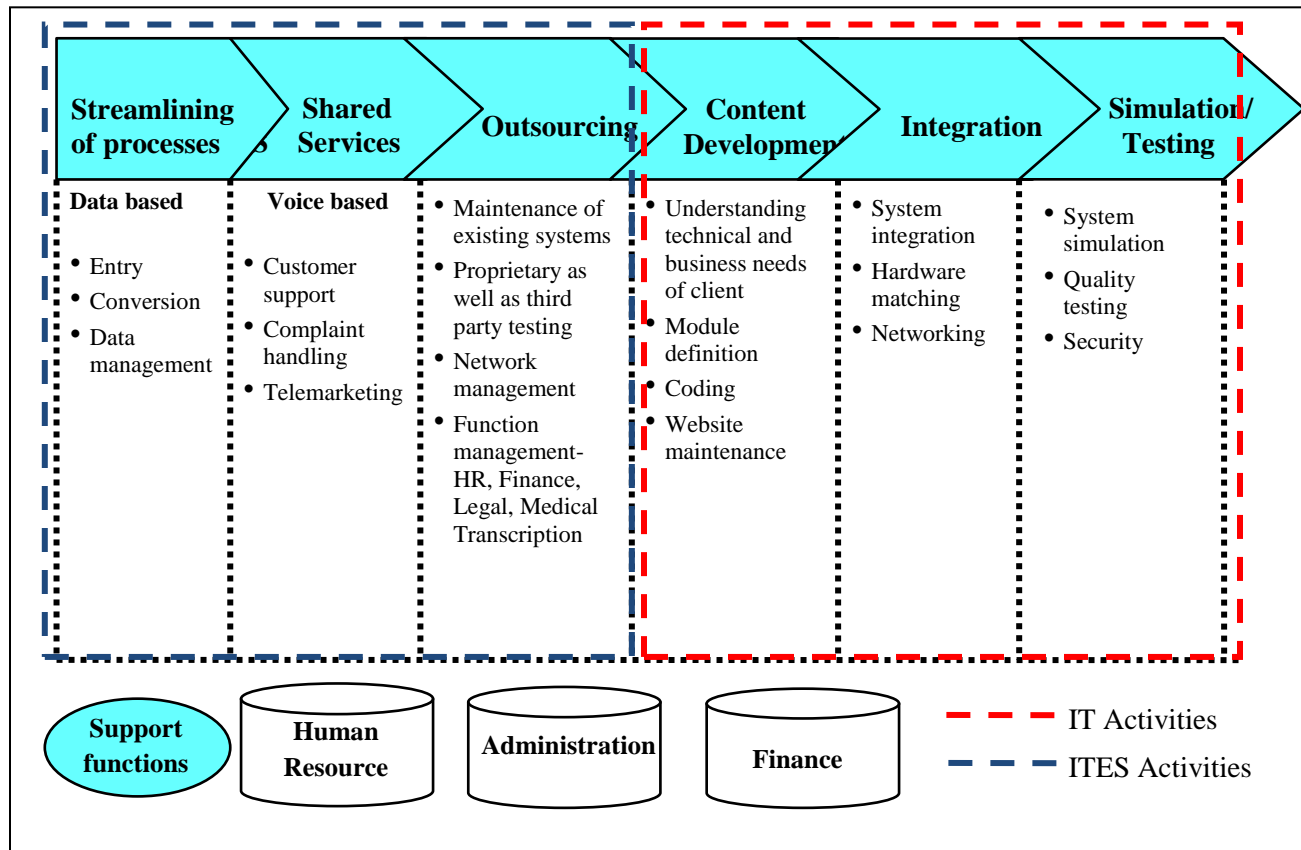 Streamlining
of processes
S
Shared
Services
Outsourcing
Content
Development
Integration
Simulation/
Testing
Data based
• Entry
• Conversion
• Data
management
Voice based
• Customer
support
• Complaint
handling
• Telemarketing
• Maintenance of
existing systems
• Proprietary as
well as third
party testing
• Network
management
• Function
management-
HR, Finance,
Legal, Medical
Transcription
• Understanding
technical and
business needs
of client
• Module
definition
• Coding
• Website
maintenance
• System
integration
• Hardware
matching
• Networking
• System
simulation
• Quality
testing
• Security
Support
functions
Human
Resource
Administration
Finance
IT Activities
ITES Activities